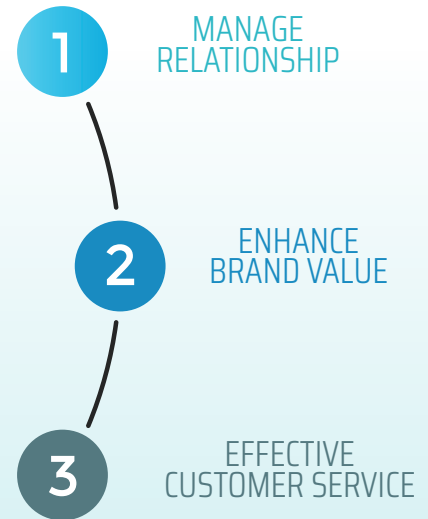 1
MANAGE
RELATIONSHIP
2
ENHANCE
BRAND VALUE
3
EFFECTIVE
CUSTOMER SERVICE